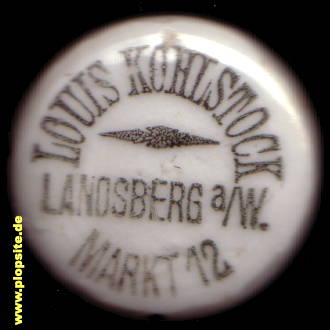 LOUIS KOHLSTOCK
LANDSBERG a/W.
MARKT 12
www.plopsite.de